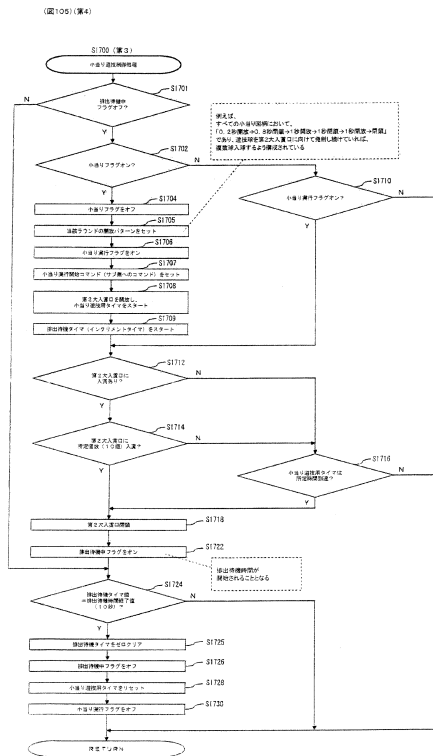 (図105)(第4)
S1700 (第3)
小当り遊技制御処理
S1701
排出待機中
フラグオフ?
N
Y
例えば、
すべての小当り図柄において、
「0.2秒開放→0.8秒閉鎖→1秒開放→1秒閉鎖→1秒開放→閉鎖」
であり、遊技球を第2大入賞口に向けて発射し続けていれば、
複数球入球するよう構成されている
S1702
小当りフラグオン?
N
Y
S1710
小当り実行フラグオン?
N
Y
S1704
小当りフラグをオフ
S1705
当該ラウンドの開放パターンをセット
S1706
小当り実行フラグをオン
S1707
小当り実行開始コマンド(サブ側へのコマンド)をセット
S1708
第2大入賞口を開放し、
小当り遊技用タイマをスタート
S1709
排出待機タイマ(インクリメントタイマ)をスタート
S1712
第2大入賞口に
入賞あり?
N
Y
S1714
第2大入賞口に
所定個数(10個)入賞?
N
Y
S1716
小当り遊技用タイマは
所定時間到達?
N
Y
S1718
第2大入賞口閉鎖
S1722
排出待機中フラグをオン
排出待機時間が
開始されることとなる
S1724
排出待機タイマ値
=排出待機時間終了値
(10秒)?
N
Y
S1725
排出待機タイマをゼロクリア
S1726
排出待機中フラグをオフ
S1728
小当り遊技用タイマをリセット
S1730
小当り実行フラグをオフ
RETURN